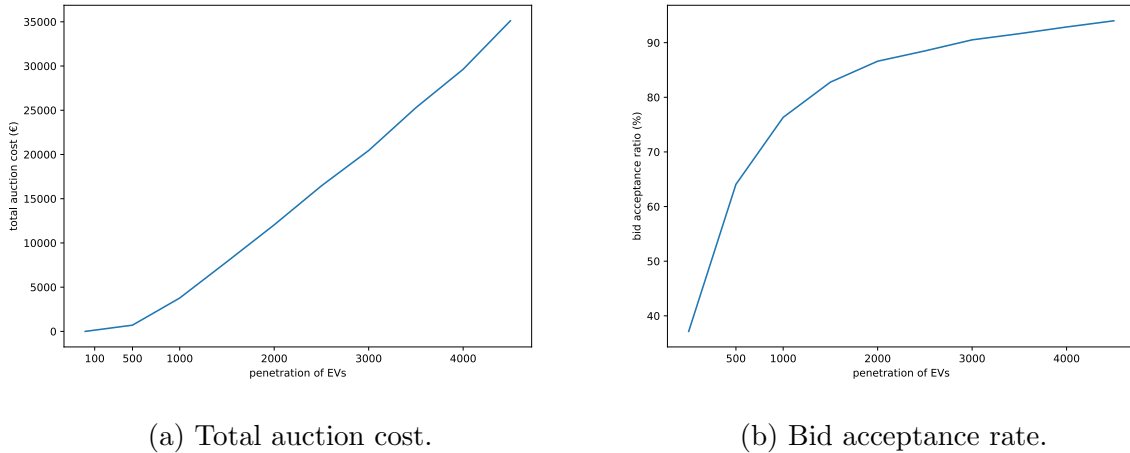 35000
30000
25000
20000
15000
10000
5000
0
total auction cost (€)
100 500 1000 2000 3000 4000
penetration of EVs
(a) Total auction cost.
90
80
70
60
50
40
bid acceptance ratio (%)
500 1000 2000 3000 4000
penetration of EVs
(b) Bid acceptance rate.